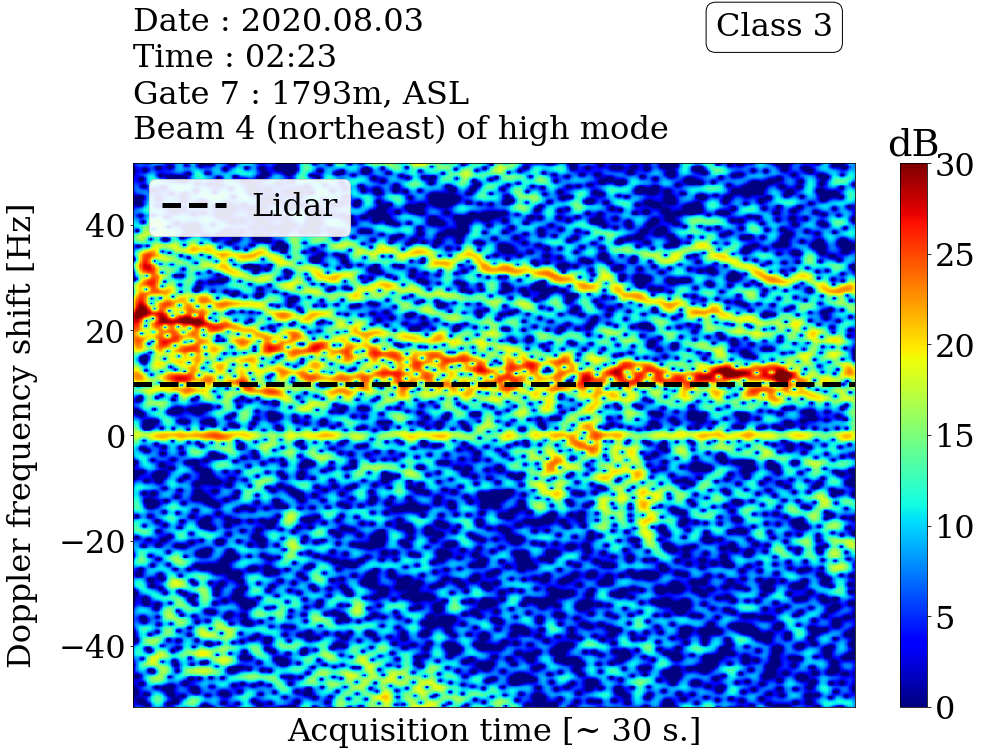 Date : 2020.08.03
Time : 02:23
Gate 7 : 1793m, ASL
Beam 4 (northeast) of high mode
Class 3
dB
Lidar
Doppler frequency shift [Hz]
40
20
0
−20
−40
Acquisition time [~ 30 s.]
30
25
20
15
10
5
0